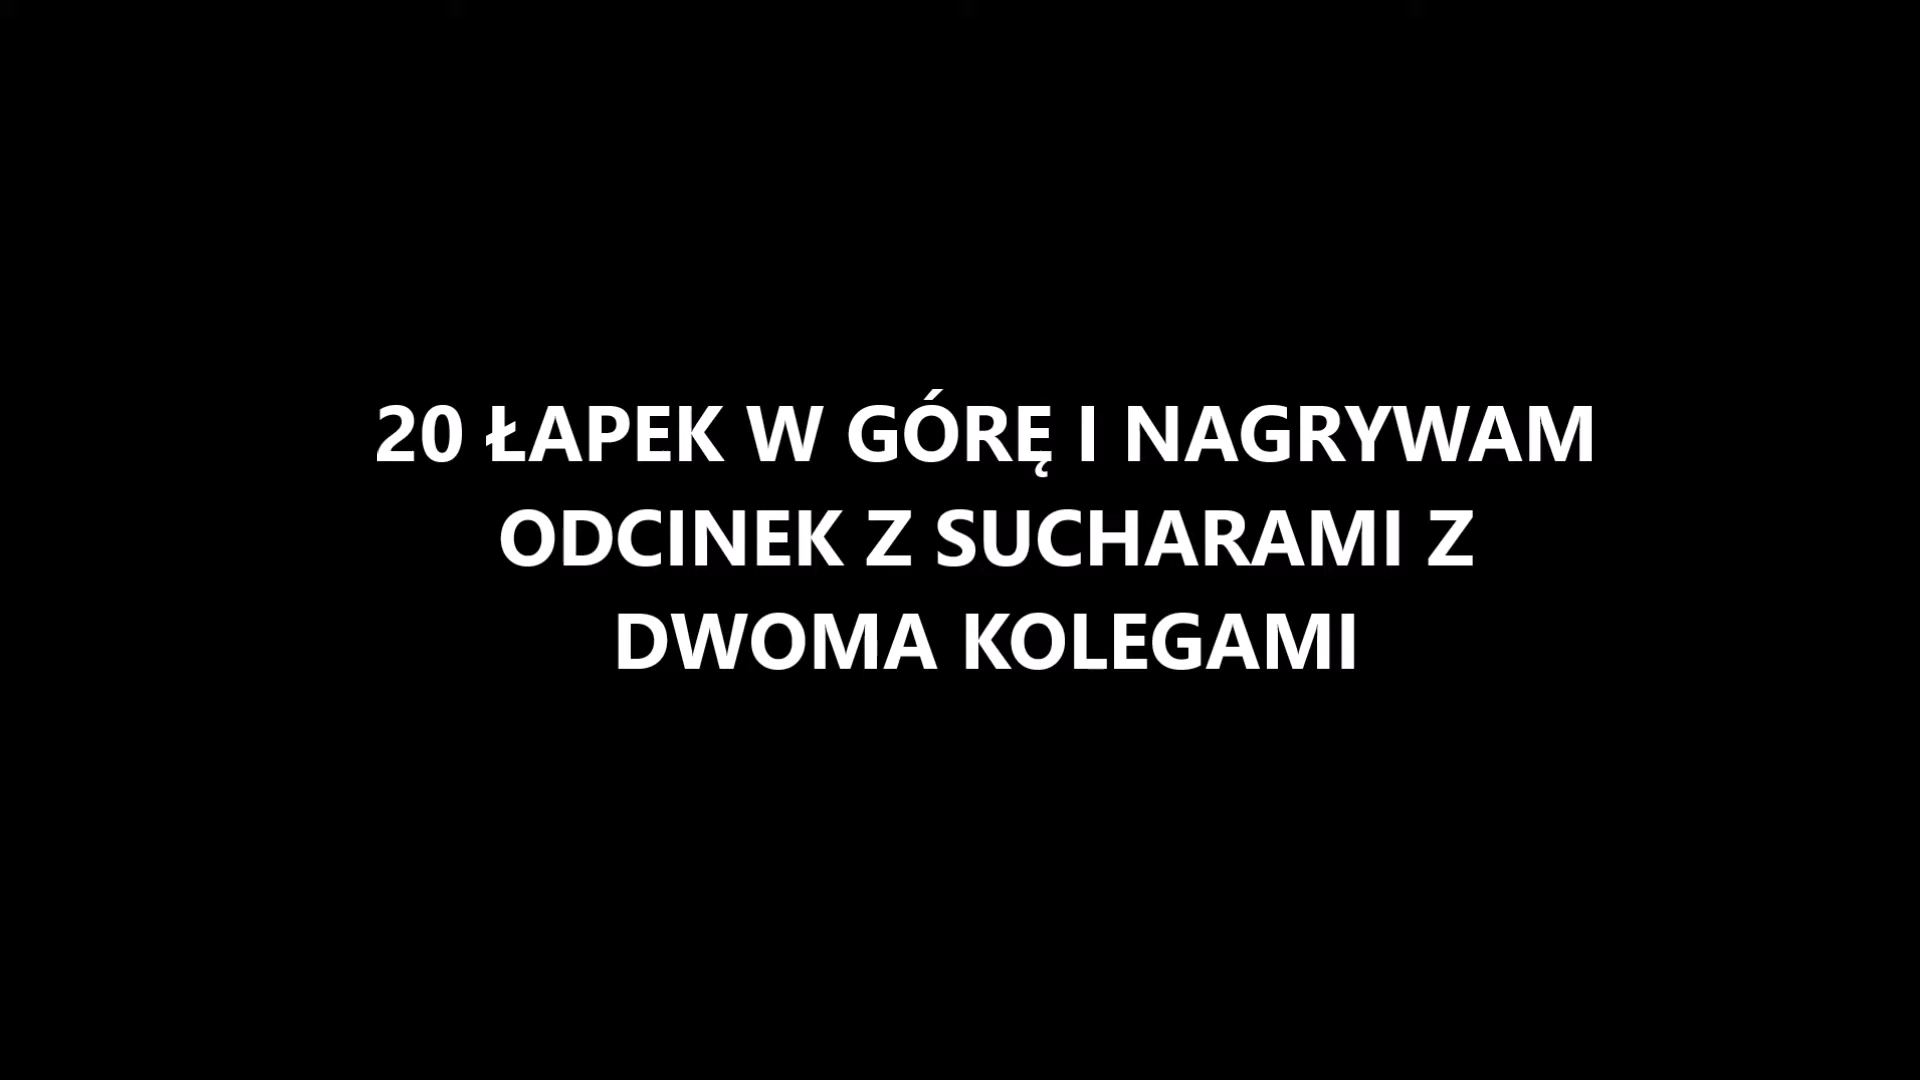 20 ŁAPEK W GÓRĘ I NAGRYWAM
ODCINEK Z SUCHARAMI Z
DWOMA KOLEGAMI